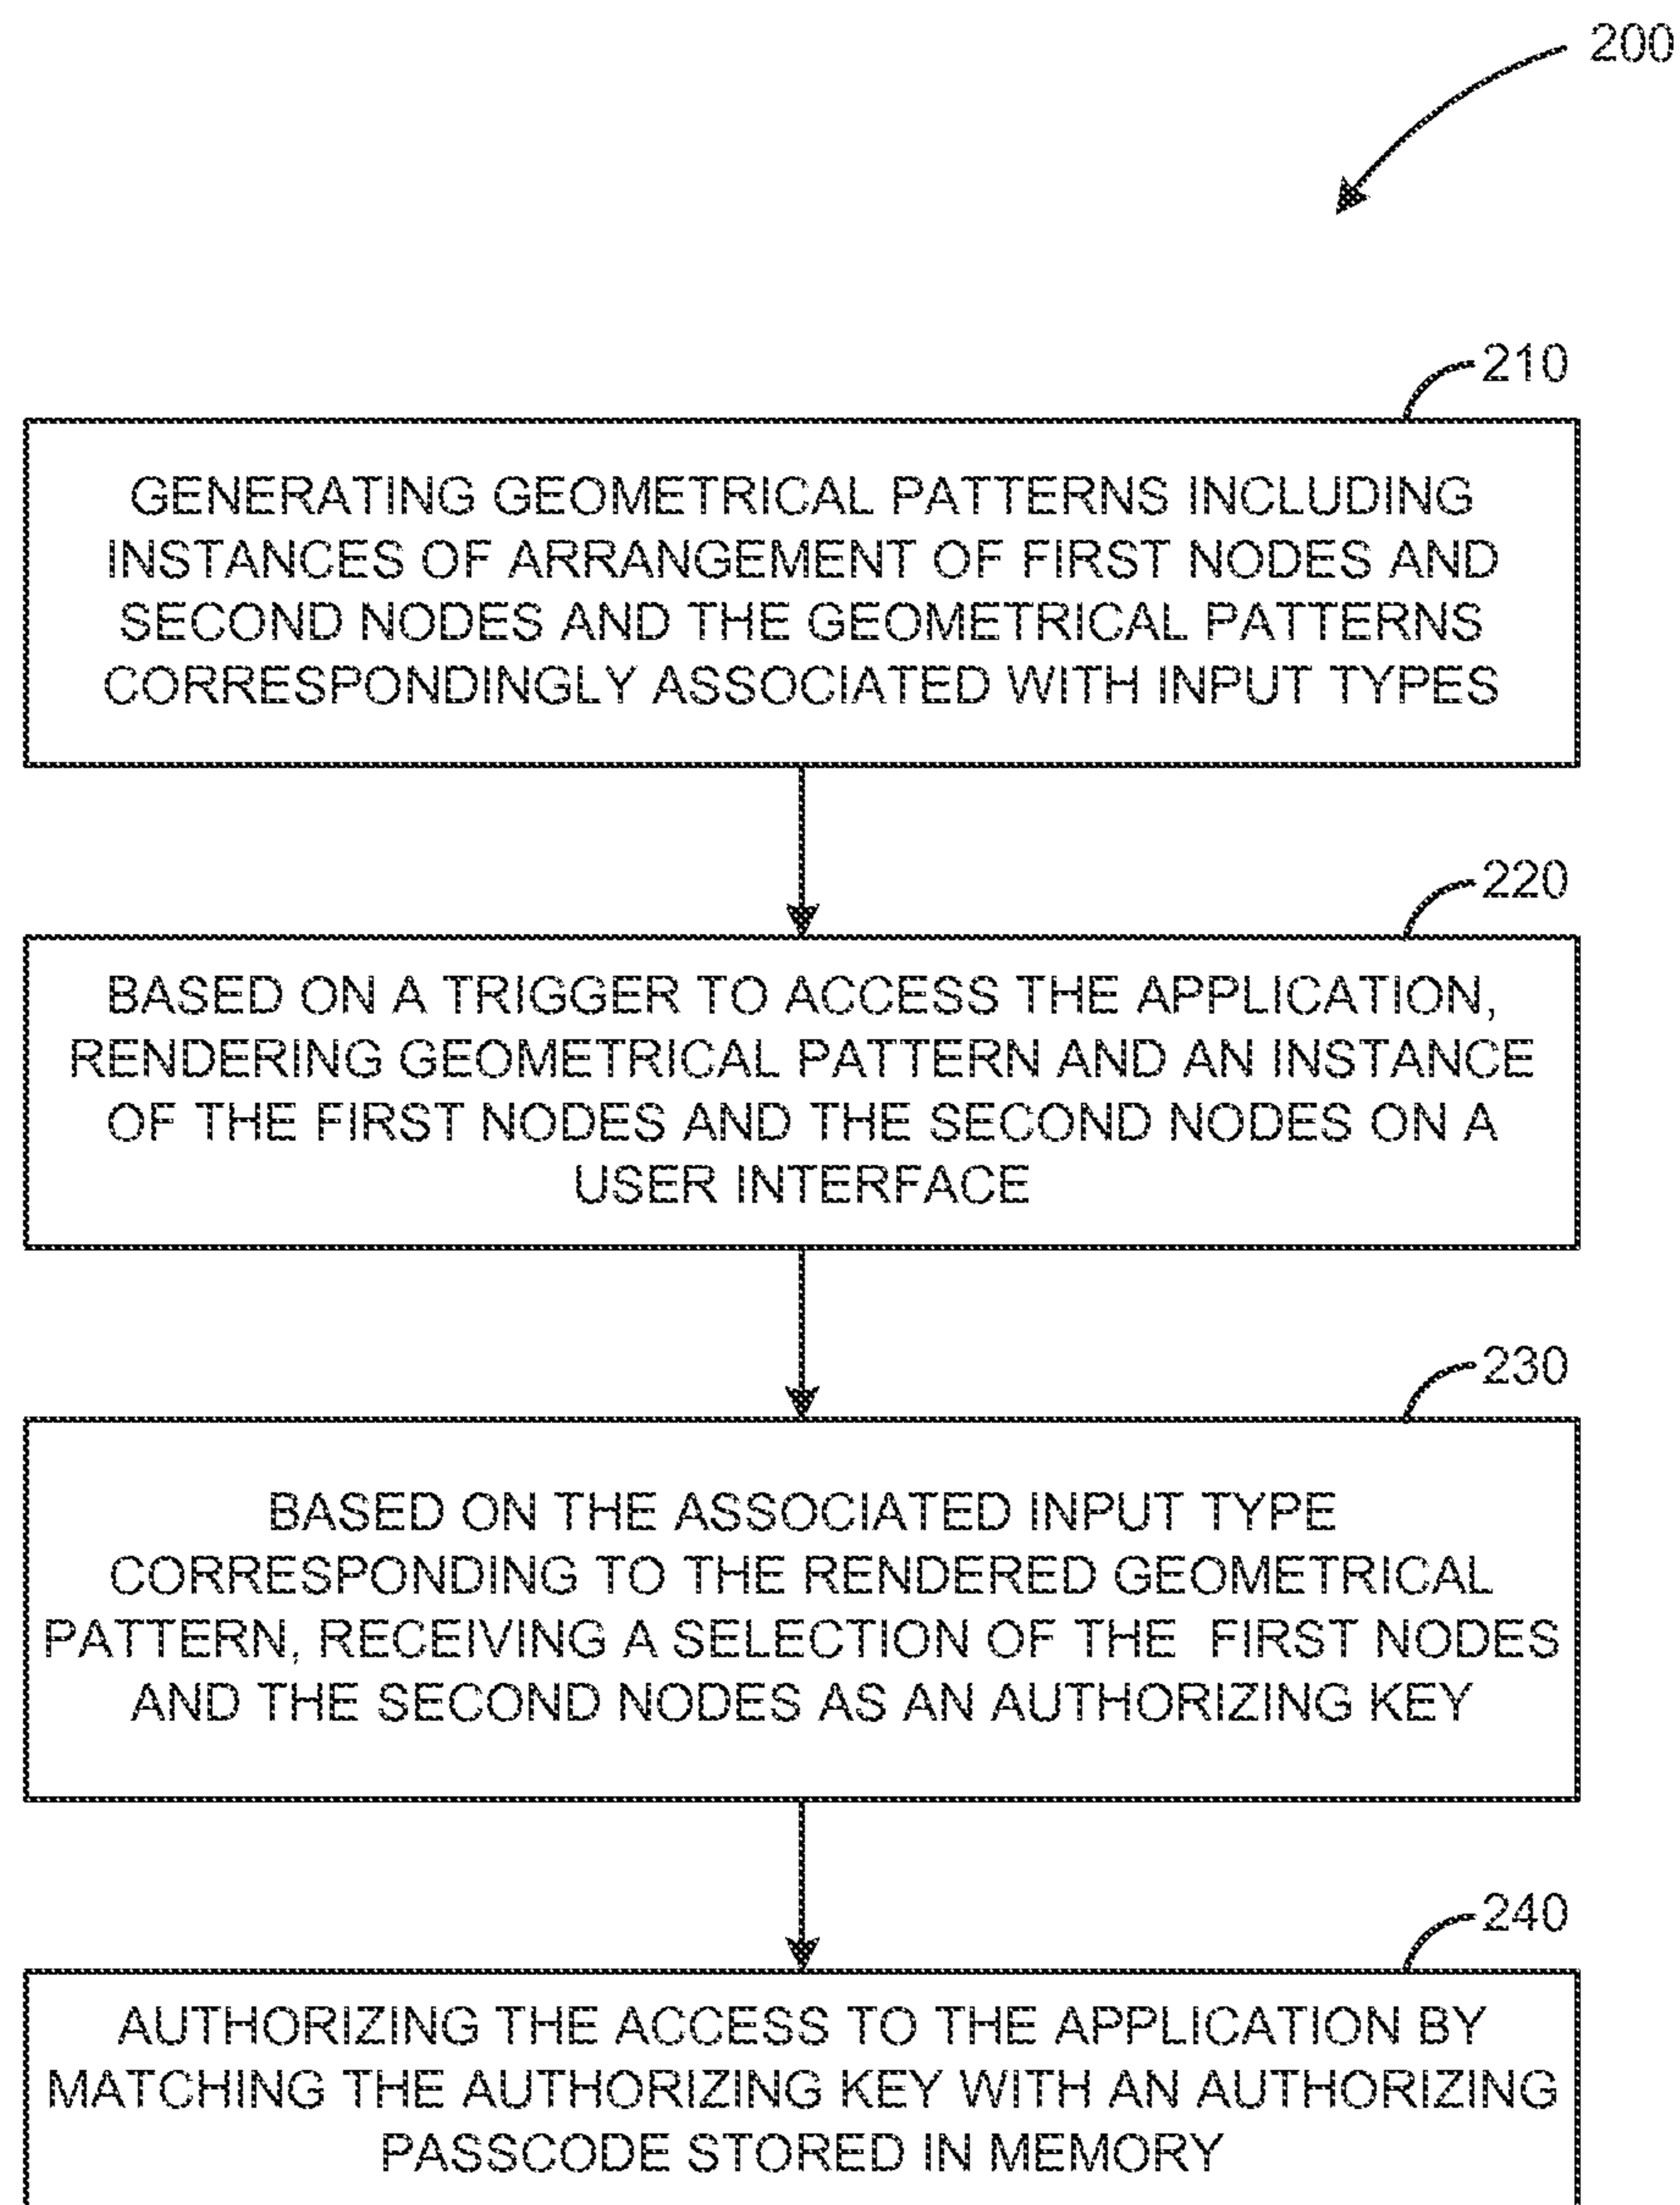 200
210
GENERATING GEOMETRICAL PATTERNS INCLUDING
INSTANCES OF ARRANGEMENT OF FIRST NODES AND
SECOND NODES AND THE GEOMETRICAL PATTERNS
CORRESPONDINGLY ASSOCIATED WITH INPUT TYPES
220
BASED ON A TRIGGER TO ACCESS THE APPLICATION,
RENDERING GEOMETRICAL PATTERN AND AN INSTANCE
OF THE FIRST NODES AND THE SECOND NODES ON A
USER INTERFACE
230
BASED ON THE ASSOCIATED INPUT TYPE
CORRESPONDING TO THE RENDERED GEOMETRICAL
PATTERN, RECEIVING A SELECTION OF THE FIRST NODES
AND THE SECOND NODES AS AN AUTHORIZING KEY
240
AUTHORIZING THE ACCESS TO THE APPLICATION BY
MATCHING THE AUTHORIZING KEY WITH AN AUTHORIZING
PASSCODE STORED IN MEMORY